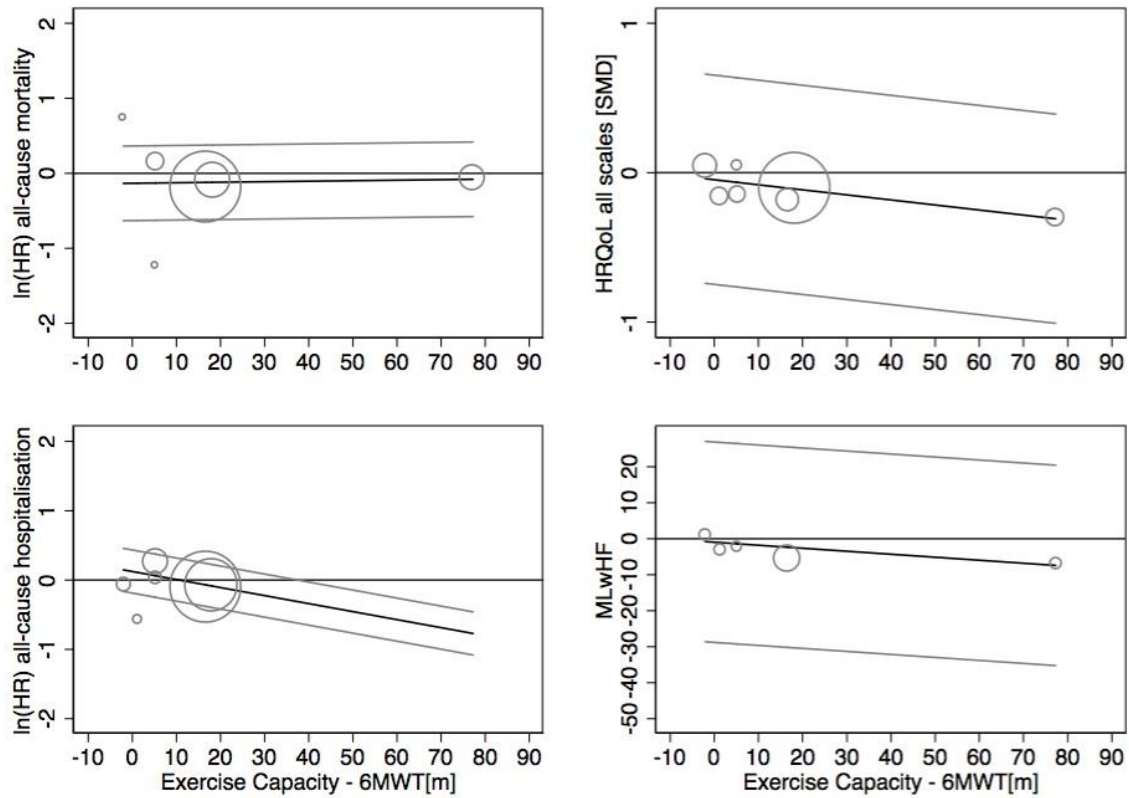 ln(HR) all-cause mortality
2
1
0
-1
-2
-10 0 10 20 30 40 50 60 70 80 90
HRQoL all scales [SMD]
1
0
-1
-10 0 10 20 30 40 50 60 70 80 90
ln(HR) all-cause hospitalisation
2
1
0
-1
-2
-10 0 10 20 30 40 50 60 70 80 90
Exercise Capacity - 6MWT[m]
MLwHF
20
10
0
-10
-20
-30
-40
-50
-10 0 10 20 30 40 50 60 70 80 90
Exercise Capacity - 6MWT[m]